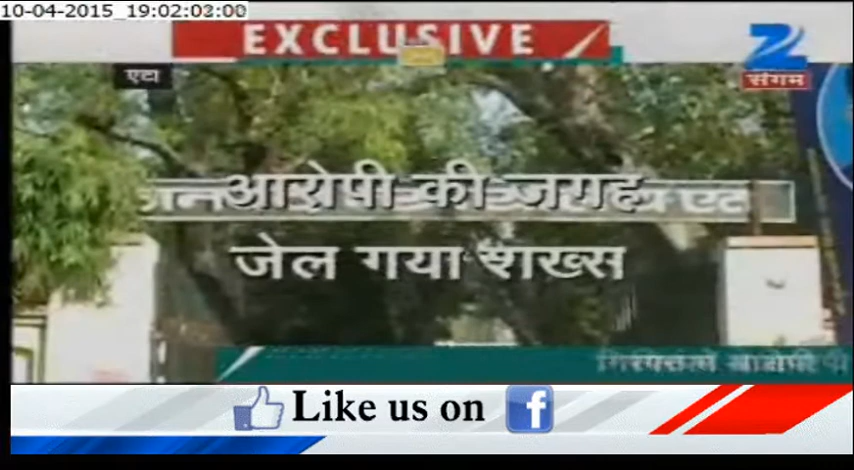 10-04-2015_19:02:02:00
EXCLUSIVE
एटा
संगम
आरोपी की जगह
जेल गया शख्स
Like us on